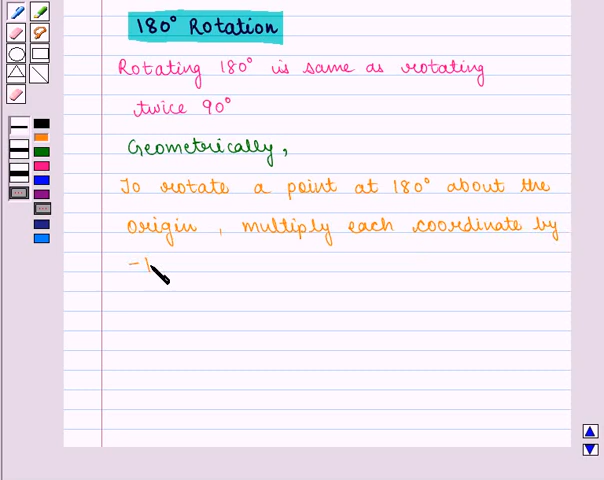 180° Rotation
Rotating 180° is same as rotating
twice 90°
Geometrically,
To rotate a point at 180° about the
origin, multiply each coordinate by
-1